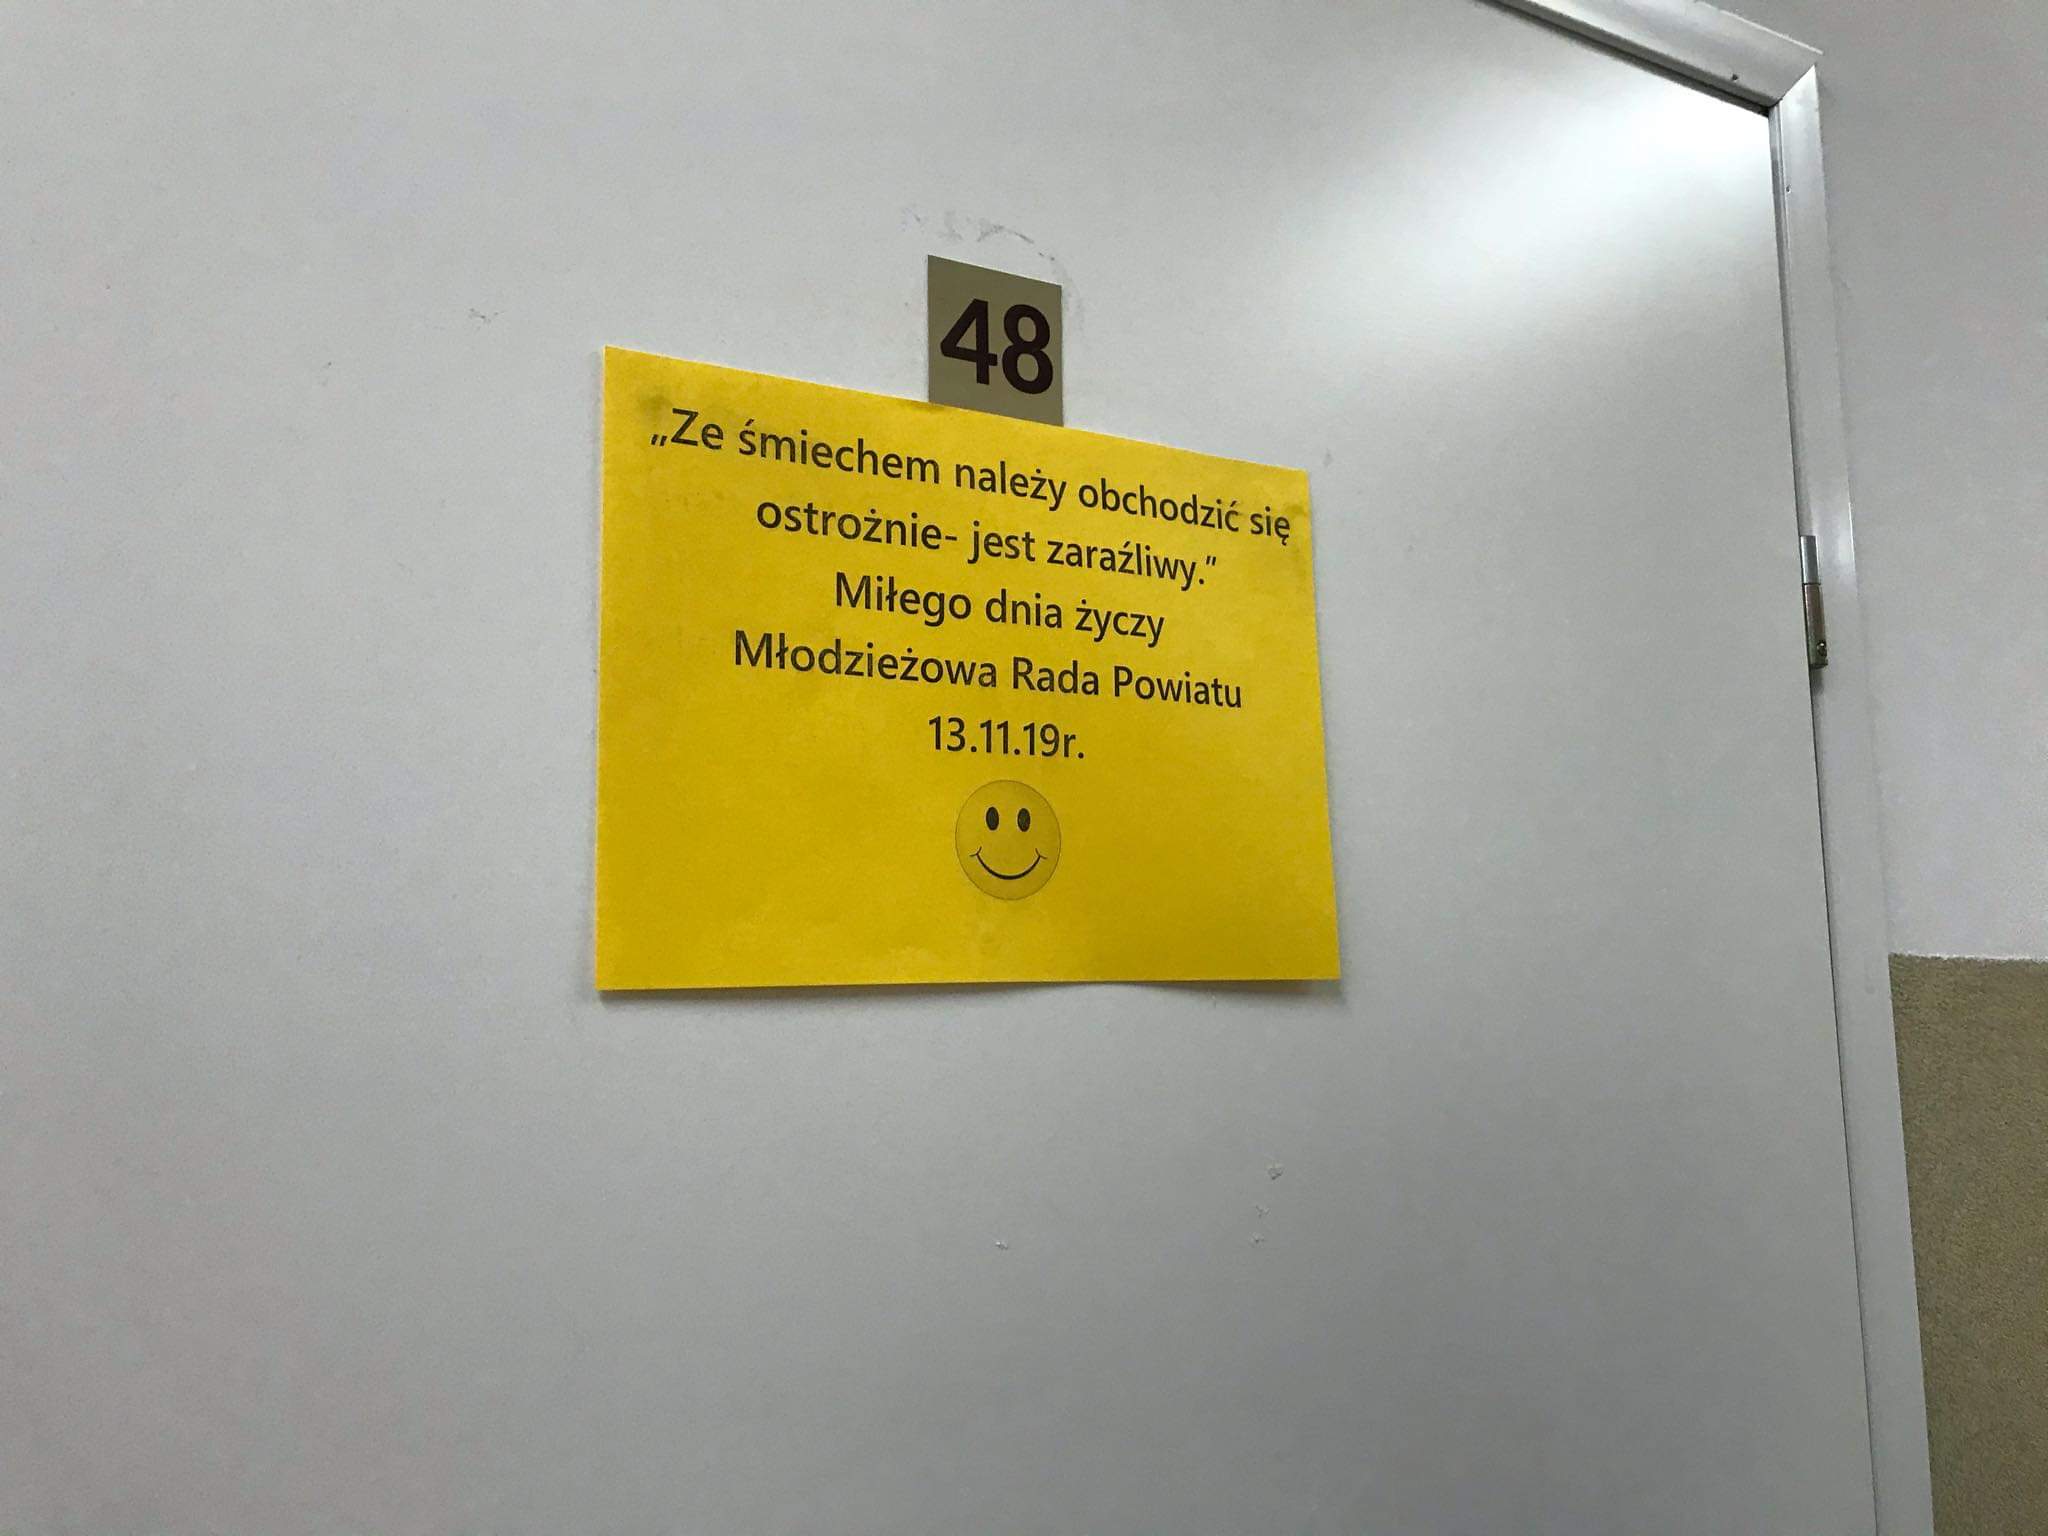 48
„Ze śmiechem należy obchodzić się
ostrożnie- jest zaraźliwy.”
Miłego dnia życzy
Młodzieżowa Rada Powiatu
13.11.19r.